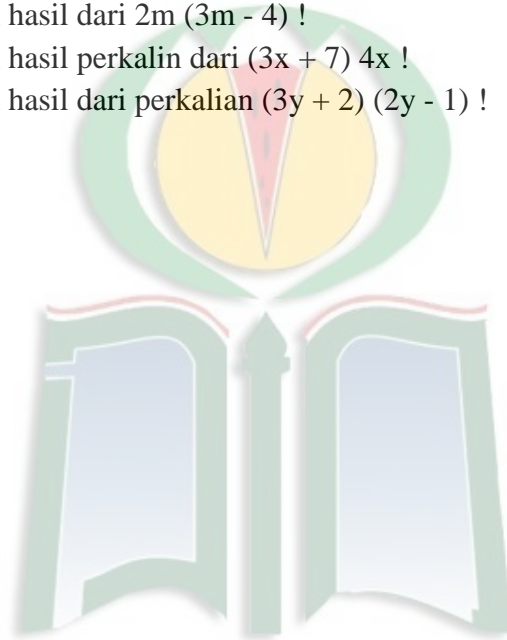 hasil dari 2m (3m - 4) !
hasil perkalin dari (3x + 7) 4x !
hasil dari perkalian (3y + 2) (2y - 1) !